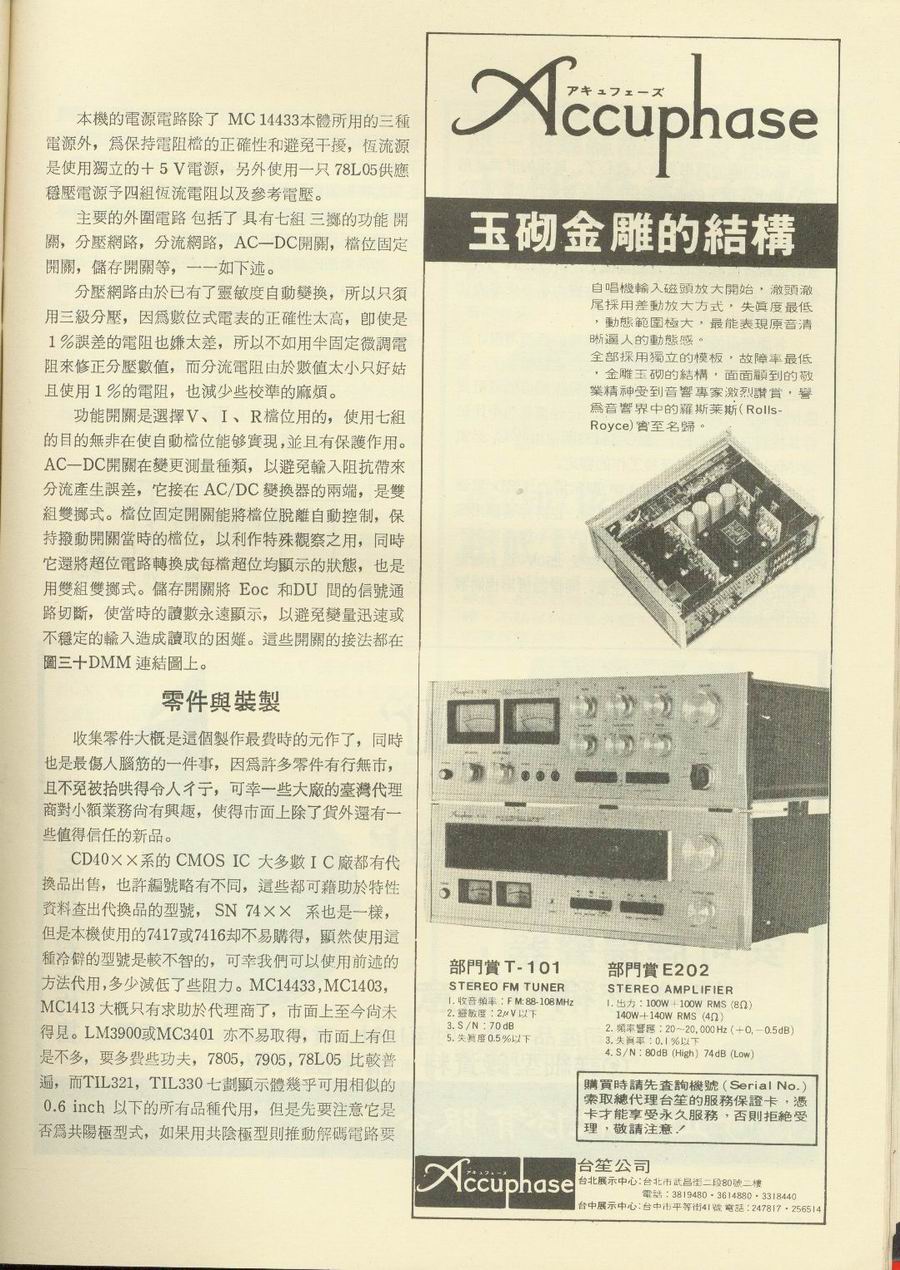 本機的電源電路除了 MC 14433本體所用的三種
電源外，爲保持電阻檔的正確性和避免干擾，恆流源
是使用獨立的＋5 V電源，另外使用一只 78L05供應
穩壓電源予四組恆流電阻以及參考電壓。
主要的外圍電路 包括了 具有七組 三擲的功能 開
關，分壓網路，分流網路，AC—DC開關，檔位固定
開關，儲存開關等，一一如下述。
分壓網路由於已有了靈敏度自動變換，所以只須
用三級分壓，因爲數位式電表的正確性太高，卽使是
1％誤差的電阻也嫌太差，所以不如用半固定微調電
阻來修正分壓數值，而分流電阻由於數值太小只好姑
且使用1％的電阻，也減少些校準的麻煩。
功能開關是選擇V、I、R檔位用的，使用七組
的目的無非在使自動檔位能够實現，並且有保護作用。
AC—DC開關在變更測量種類，以避免輸入阻抗帶來
分流產生誤差，它接在 AC/DC 變換器的兩端，是雙
組雙擲式。檔位固定開關能將檔位脫離自動控制，保
持撥動開關當時的檔位，以利作特殊觀察之用，同時
它還將超位電路轉換成每檔超位均顯示的狀態，也是
用雙組雙擲式。儲存開關將 Eoc 和DU 間的信號通
路切斷，使當時的讀數永遠顯示，以避免變量迅速或
不穩定的輸入造成讀取的困難。這些開關的接法都在
圖三十DMM 連結圖上。
零件與裝製
收集零件大概是這個製作最費時的元作了，同時
也是最傷人腦筋的一件事，因爲許多零件有行無市，
且不免被抬哄得令人彳亍，可幸一些大廠的臺灣代理
商對小額業務尙有興趣，使得市面上除了貨外還有一
些值得信任的新品。
CD40××系的 CMOS IC 大多數 I C 廠都有代
換品出售，也許編號略有不同，這些都可藉助於特性
資料查出代換品的型號， SN 74×× 系也是一樣，
但是本機使用的7417或7416却不易購得，顯然使用這
種冷僻的型號是較不智的，可幸我們可以使用前述的
方法代用，多少減低了些阻力。MC14433,MC1403,
MC1413 大概只有求助於代理商了，市面上至今尙未
得見。LM3900或MC3401 亦不易取得，市面上有但
是不多，要多費些功夫，7805, 7905, 78L05 比較普
遍，而TIL321, TIL330 七劃顯示體幾乎可用相似的
0.6 inch 以下的所有品種代用，但是先要注意它是
否爲共陽極型式，如果用共陰極型則推動解碼電路要
アキュフェーズ
Accuphase
玉砌金雕的結構
自唱機輸入磁頭放大開始，澈頭澈
尾採用差動放大方式，失眞度最低
，動態範圍極大，最能表現原音清
晰逼人的動態感。
全部採用獨立的模板，故障率最低
，金雕玉砌的結構，面面顧到的敬
業精神受到音響專家激烈讚賞，譽
爲音響界中的羅斯萊斯(Rolls-
Royce)實至名歸。
部門賞 T-101
STEREO FM TUNER
1. 收音頻率：FM:88-108MHz
2. 靈敏度：2μV以下
3. S/N：70dB
5. 失眞度0.5%以下
部門賞 E202
STEREO AMPLIFIER
1. 出力：100W＋100W RMS (8Ω)
140W＋140W RMS (4Ω)
2. 頻率響應：20～20,000Hz (＋0, －0.5dB)
3. 失眞率：0.1％以下
4. S/N：80dB (High) 74dB (Low)
購買時請先查詢機號(Serial No.)
索取總代理台笙的服務保證卡，憑
卡才能享受永久服務，否則拒絶受
理，敬請注意！
アキュフェーズ
Accuphase
台笙公司
台北展示中心：台北市武昌街二段80號二樓
電話：3819480・3614880・3318440
台中展示中心：台中市平等街41號 電話：247817・256514